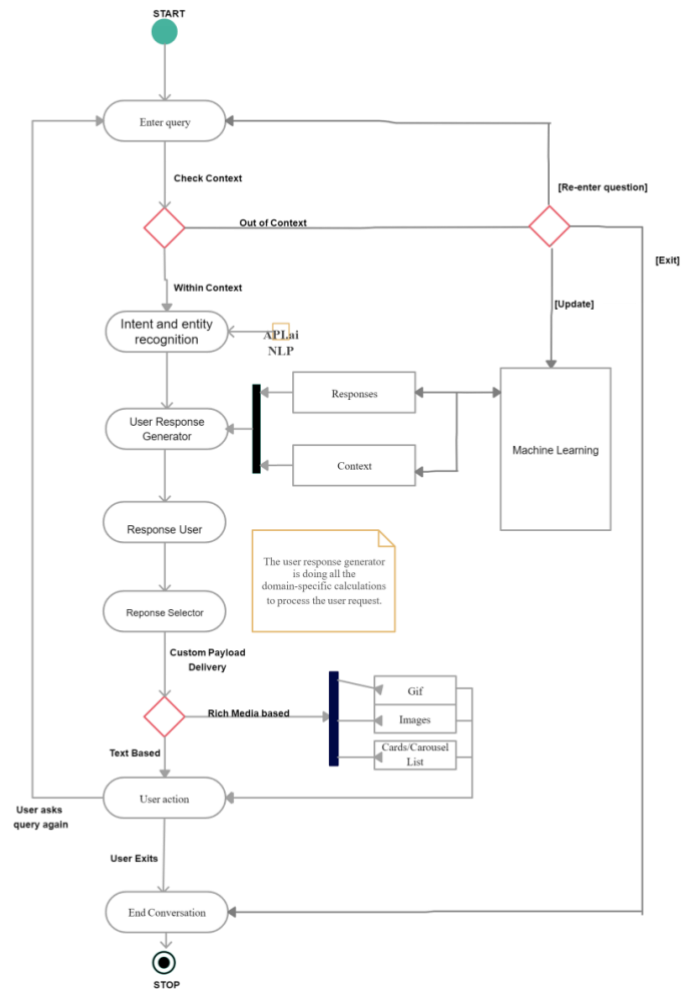 START
Enter query
Check Context
[Re-enter question]
Out of Context
[Exit]
Within Context
[Update]
Intent and entity
recognition
API.ai
NLP
Responses
User Response
Generator
Machine Learning
Context
Response User
The user response generator
is doing all the
domain-specific calculations
to process the user request.
Reponse Selector
Custom Payload
Delivery
Gif
Rich Media based
Images
Cards/Carousel
List
Text Based
User action
User asks
query again
User Exits
End Conversation
STOP